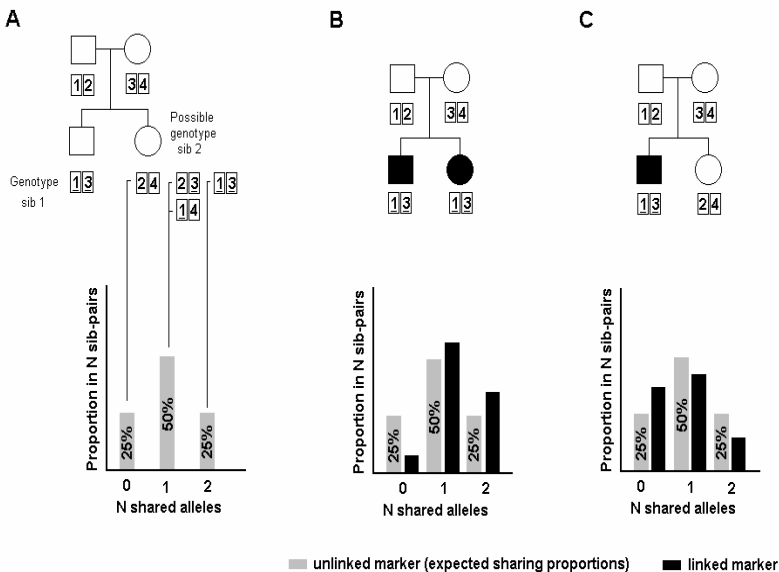 A
B
C
1 2
3 4
1 2
3 4
1 2
3 4
Possible
genotype
sib 2
Genotype
sib 1
1 3
2 4
2 3
1 3
1 4
1 3
1 3
1 3
2 4
Proportion in N sib-pairs
25%
50%
25%
0 1 2
N shared alleles
Proportion in N sib-pairs
25%
50%
25%
0 1 2
N shared alleles
Proportion in N sib-pairs
25%
50%
25%
0 1 2
N shared alleles
unlinked marker (expected sharing proportions)
linked marker